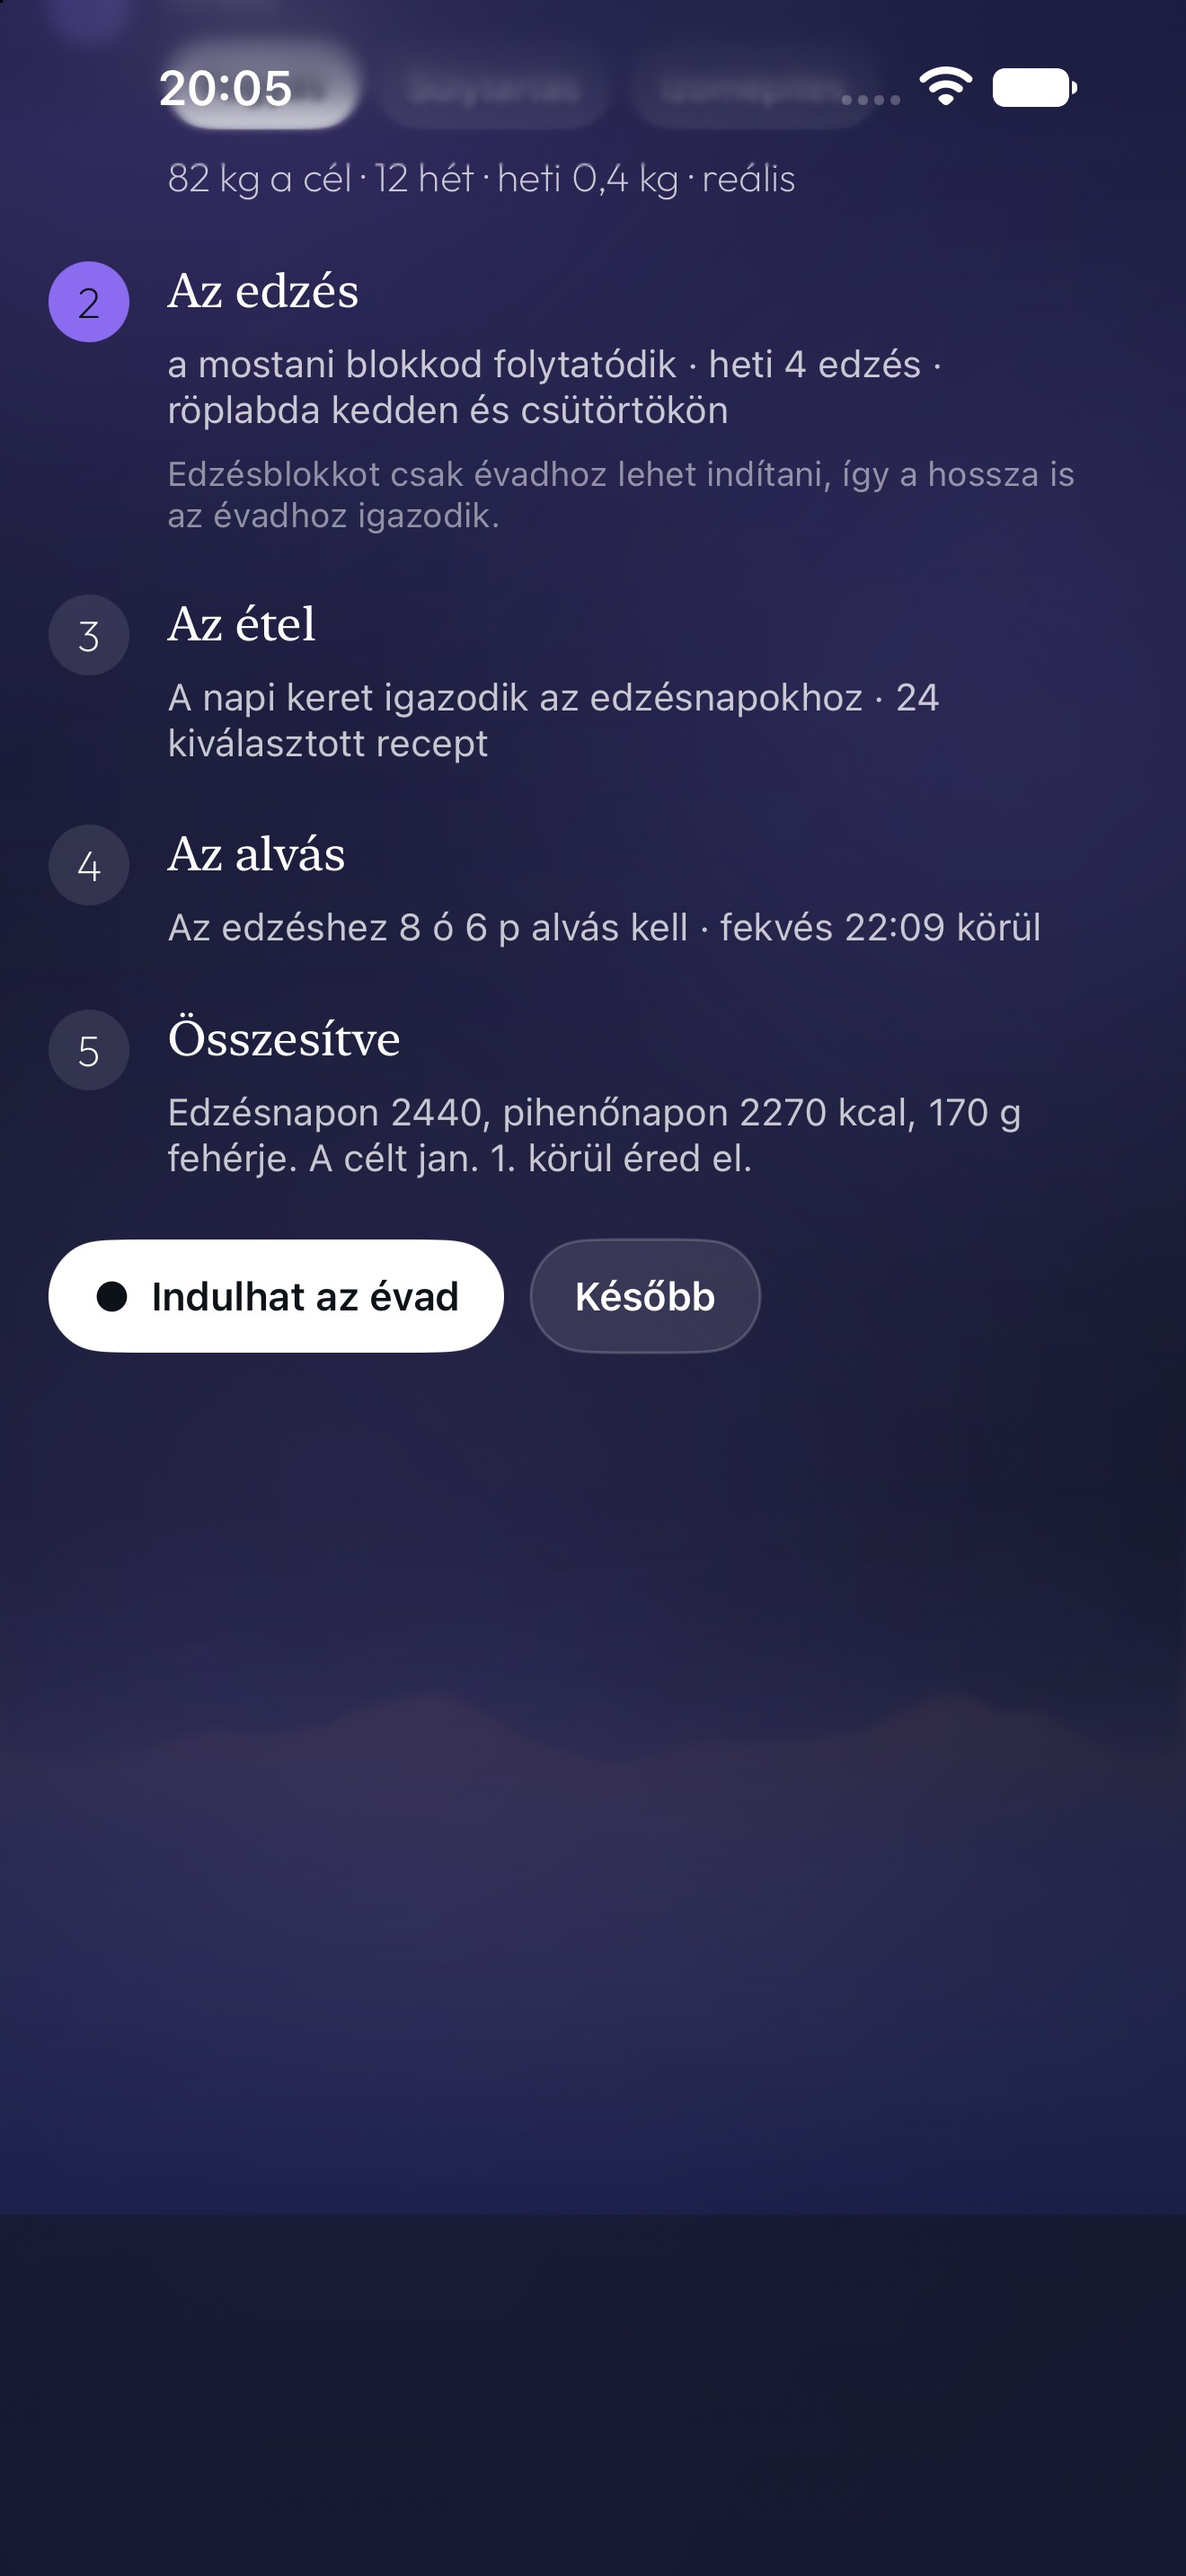 20:05
82 kg a cél · 12 hét · heti 0,4 kg · reális
2
Az edzés
a mostani blokkod folytatódik · heti 4 edzés ·
röplabda kedden és csütörtökön
Edzésblokkot csak évadhoz lehet indítani, így a hossza is
az évadhoz igazodik.
3
Az étel
A napi keret igazodik az edzésnapokhoz · 24
kiválasztott recept
4
Az alvás
Az edzéshez 8 ó 6 p alvás kell · fekvés 22:09 körül
5
Összesítve
Edzésnapon 2440, pihenőnapon 2270 kcal, 170 g
fehérje. A célt jan. 1. körül éred el.
Indulhat az évad
Később